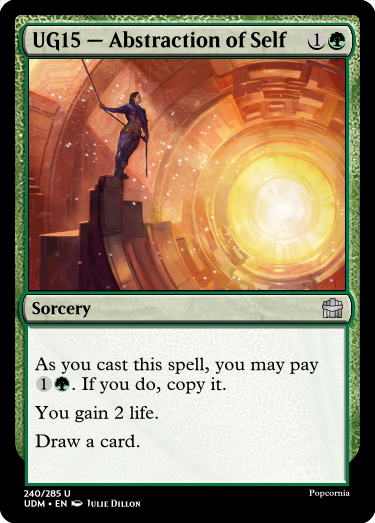 UG15 — Abstraction of Self 1
Sorcery
As you cast this spell, you may pay
1. If you do, copy it.
You gain 2 life.
Draw a card.
240/285 U
Popcornia
UDM • EN JULIE DILLON